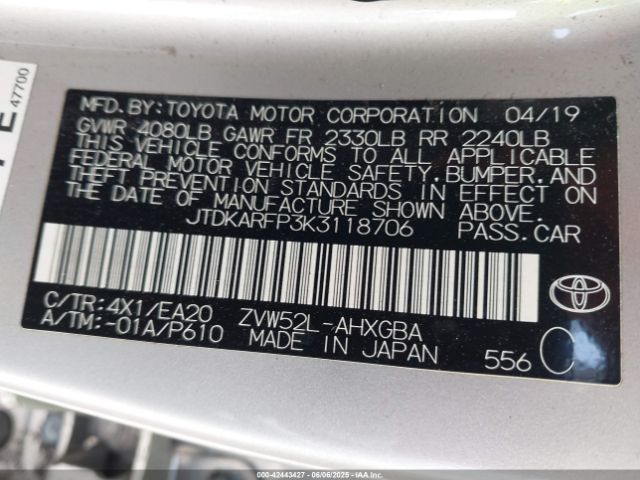 47700
MFD.BY:TOYOTA MOTOR CORPORATION 04/19
GVWR 4080LB GAWR FR 2330LB RR 2240LB
THIS VEHICLE CONFORMS TO ALL APPLICABLE
FEDERAL MOTOR VEHICLE SAFETY.BUMPER.AND
THEFT PREVENTION STANDARDS IN EFFECT ON
THE DATE OF MANUFACTURE SHOWN ABOVE.
JTDKARFP3K3118706 PASS.CAR
C/TR:4X1/EA20 ZVW52L-AHXGBA
A/TM:-01A/P610 MADE IN JAPAN 556 C
© - 42443427 - 06/06/2025 - IAAI.COM